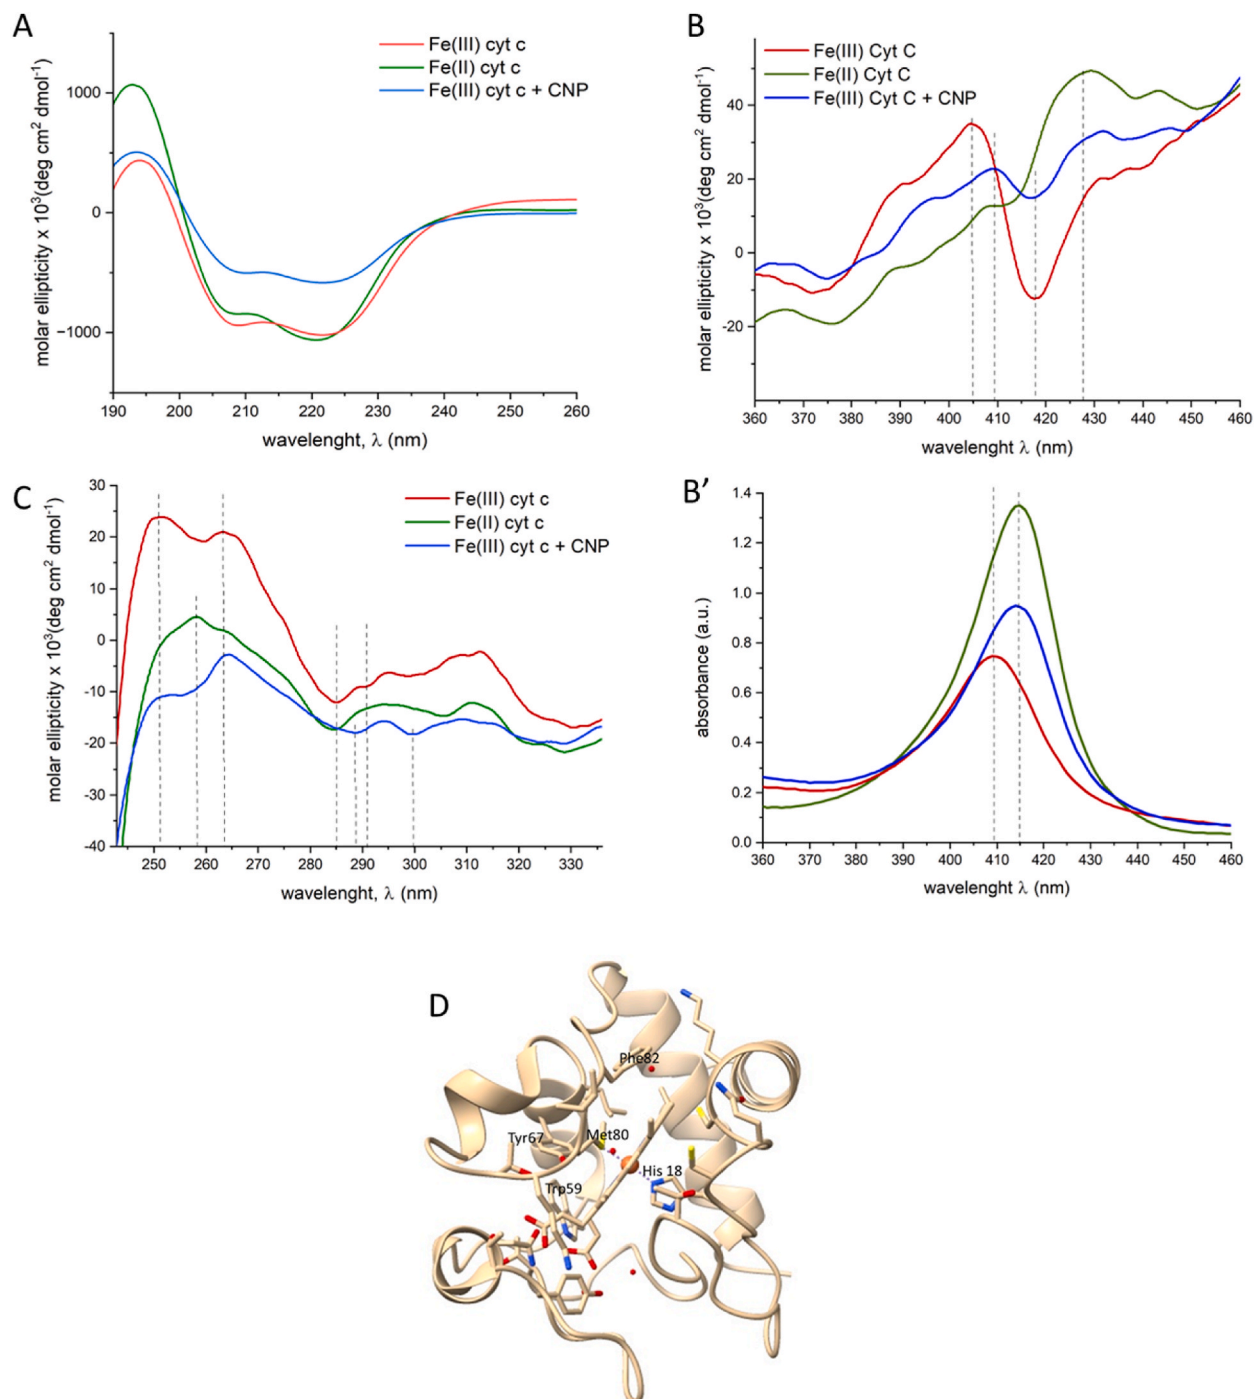 A
Fe(III) cyt c
Fe(II) cyt c
Fe(III) cyt c + CNP
molar ellipticity x 10³(deg cm² dmol⁻¹)
1000
0
−1000
190 200 210 220 230 240 250 260
wavelenght, λ (nm)
B
Fe(III) Cyt C
Fe(II) Cyt C
Fe(III) Cyt C + CNP
molar ellipticity x 10³(deg cm² dmol⁻¹)
40
20
0
-20
360 370 380 390 400 410 420 430 440 450 460
wavelenght λ (nm)
C
Fe(III) cyt c
Fe(II) cyt c
Fe(III) cyt c + CNP
molar ellipticity x 10³(deg cm² dmol⁻¹)
30
20
10
0
-10
-20
-30
-40
250 260 270 280 290 300 310 320 330
wavelenght, λ (nm)
B'
absorbance (a.u.)
1.4
1.2
1.0
0.8
0.6
0.4
0.2
0.0
360 370 380 390 400 410 420 430 440 450 460
wavelenght λ (nm)
D
Phe82
Tyr67
Met80
His 18
Trp59